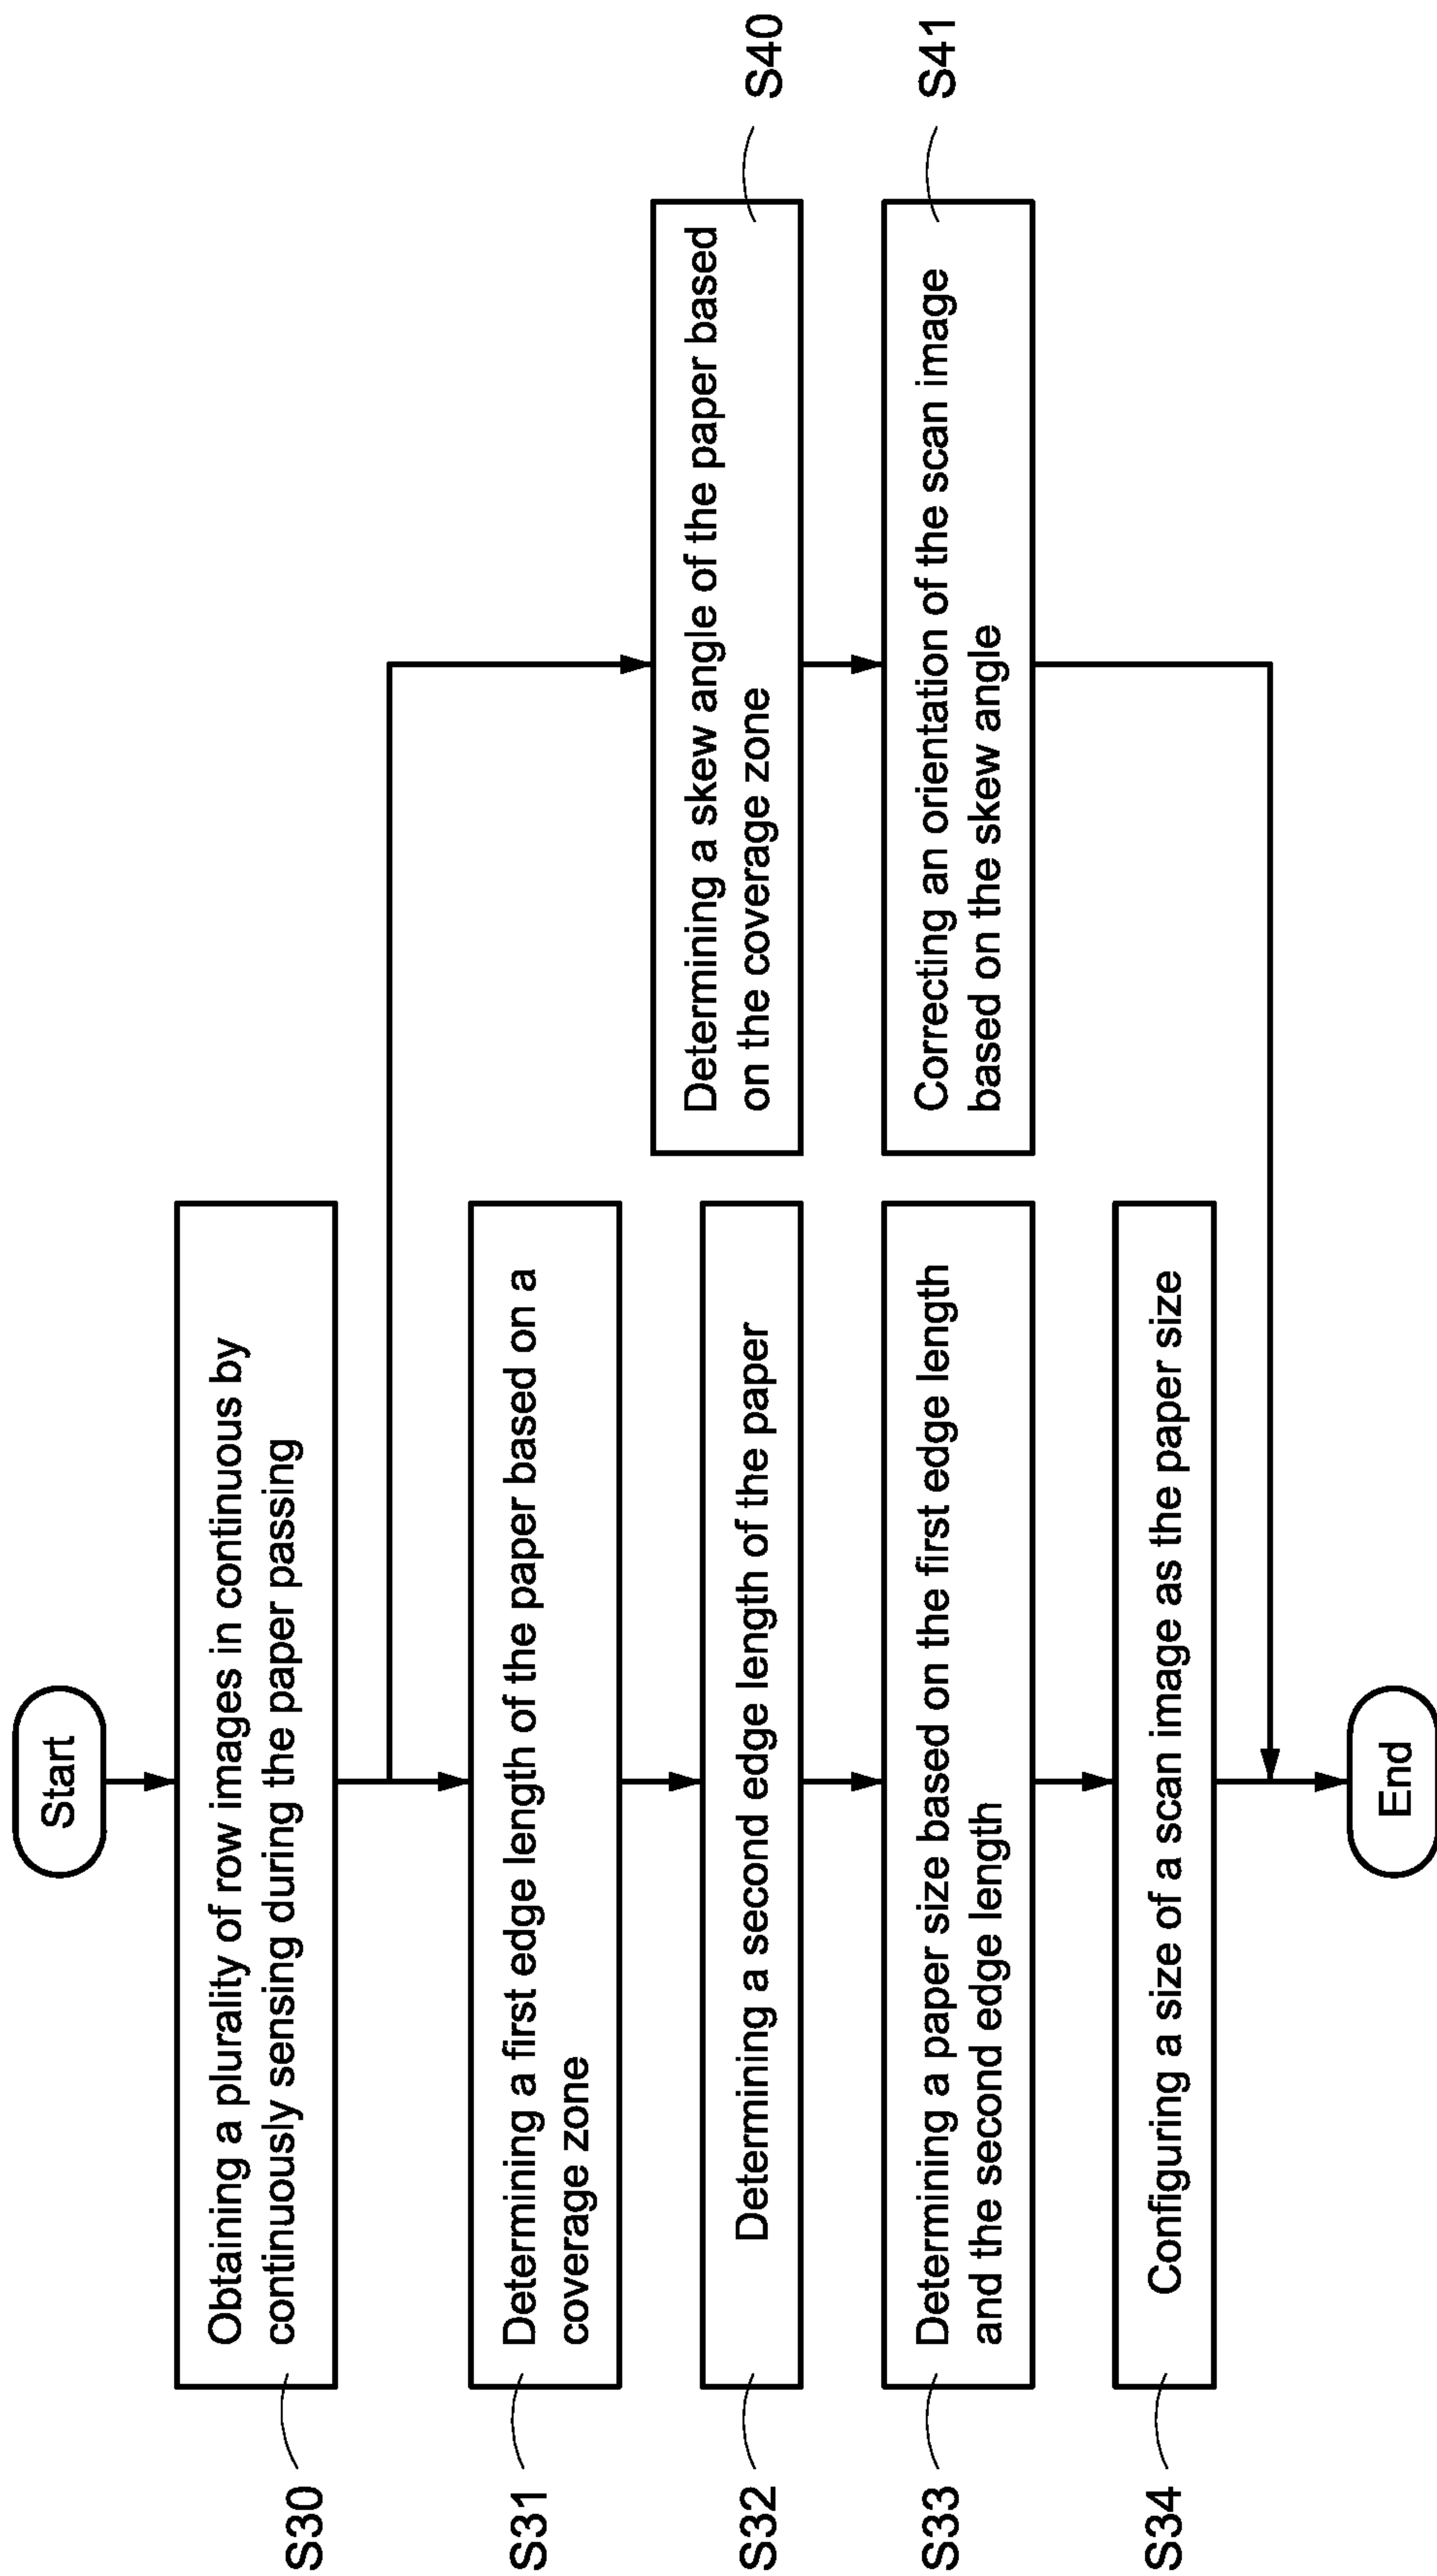 Start
S30
Obtaining a plurality of row images in continuous by
continuously sensing during the paper passing
S31
Determining a first edge length of the paper based on a
coverage zone
S32
Determining a second edge length of the paper
S33
Determining a paper size based on the first edge length
and the second edge length
S34
Configuring a size of a scan image as the paper size
Determining a skew angle of the paper based
on the coverage zone
S40
Correcting an orientation of the scan image
based on the skew angle
S41
End